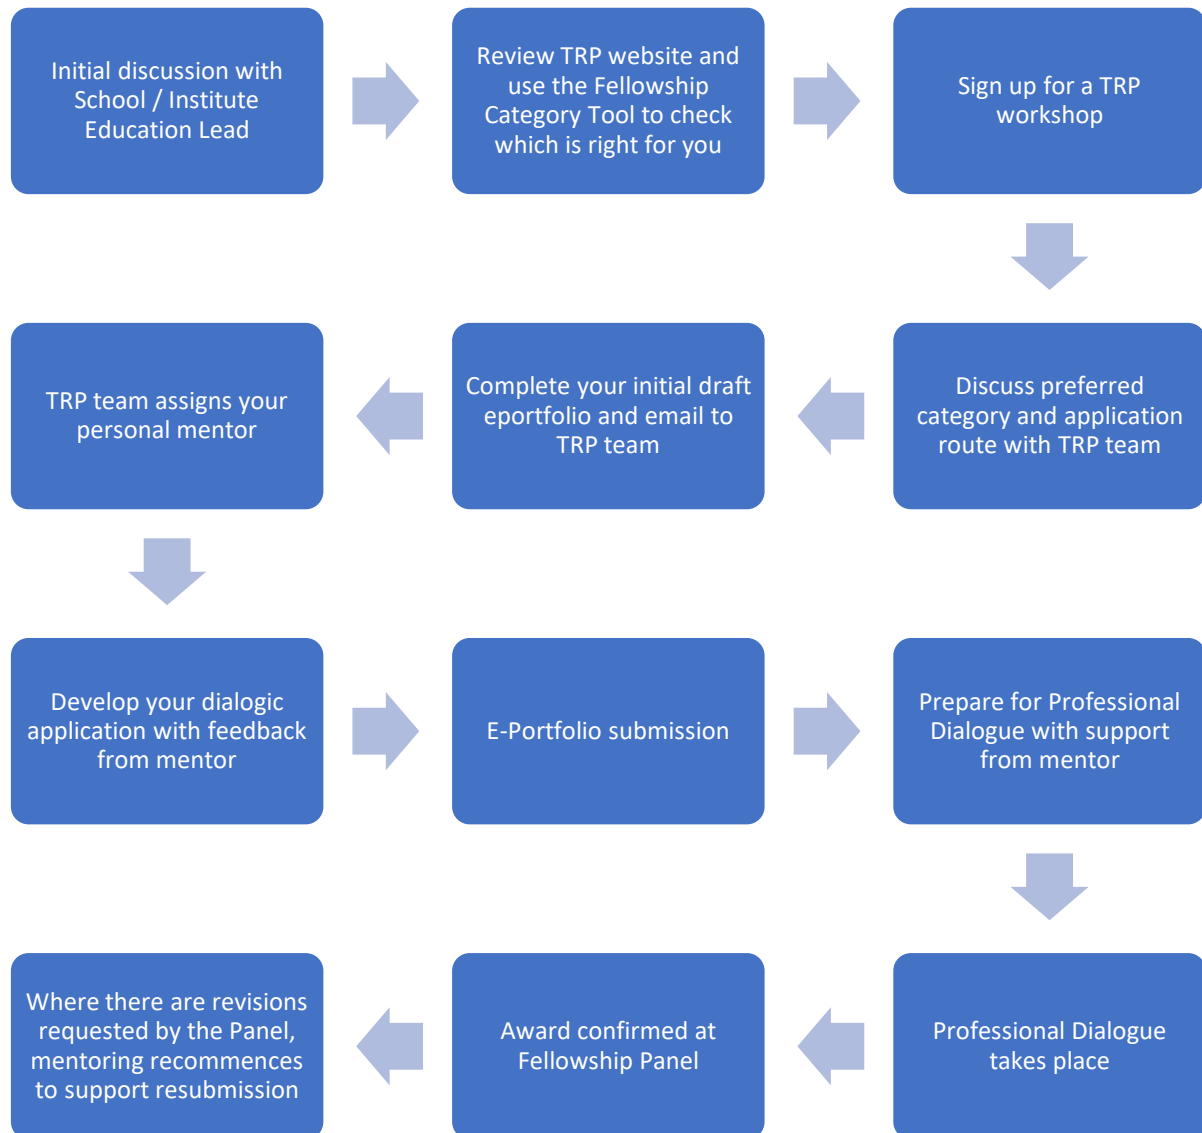 Initial discussion with
School / Institute
Education Lead
Review TRP website and
use the Fellowship
Category Tool to check
which is right for you
Sign up for a TRP
workshop
Discuss preferred
category and application
route with TRP team
Complete your initial draft
eportfolio and email to
TRP team
TRP team assigns your
personal mentor
Develop your dialogic
application with feedback
from mentor
E-Portfolio submission
Prepare for Professional
Dialogue with support
from mentor
Professional Dialogue
takes place
Award confirmed at
Fellowship Panel
Where there are revisions
requested by the Panel,
mentoring recommences
to support resubmission